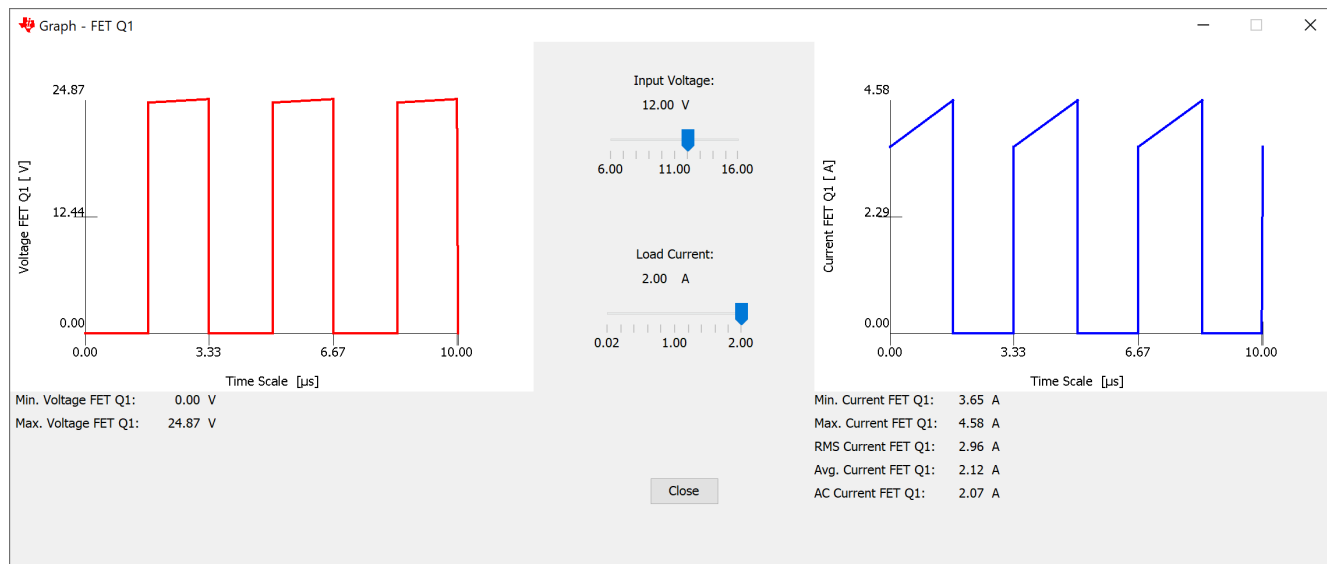 Graph - FET Q1
24.87
12.44
0.00
Voltage FET Q1 [ V]
0.00 3.33 6.67 10.00
Time Scale [µs]
Min. Voltage FET Q1: 0.00 V
Max. Voltage FET Q1: 24.87 V
Input Voltage:
12.00 V
6.00 11.00 16.00
Load Current:
2.00 A
0.02 1.00 2.00
Close
4.58
2.29
0.00
Current FET Q1 [ A]
0.00 3.33 6.67 10.00
Time Scale [µs]
Min. Current FET Q1: 3.65 A
Max. Current FET Q1: 4.58 A
RMS Current FET Q1: 2.96 A
Avg. Current FET Q1: 2.12 A
AC Current FET Q1: 2.07 A